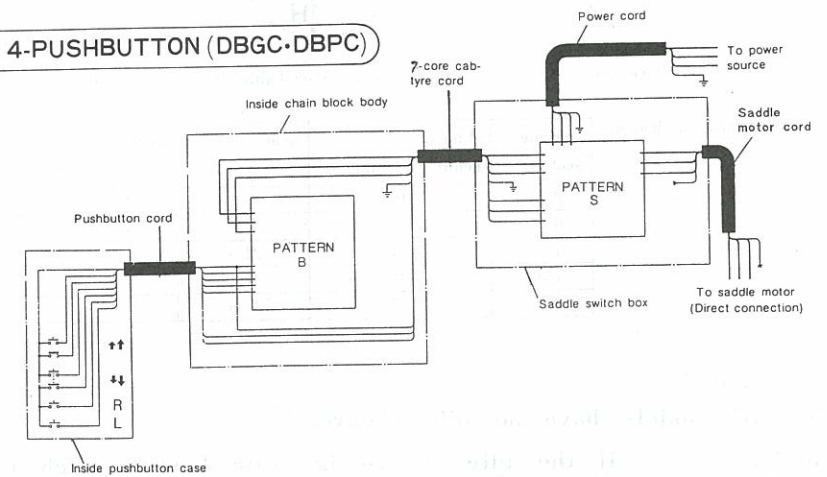 4-PUSHBUTTON (DBGC·DBPC)
Power cord
To power
source
7-core cab-
tyre cord
Inside chain block body
Saddle
motor cord
PATTERN
S
Pushbutton cord
PATTERN
B
Saddle switch box
To saddle motor
(Direct connection)
R
L
Inside pushbutton case